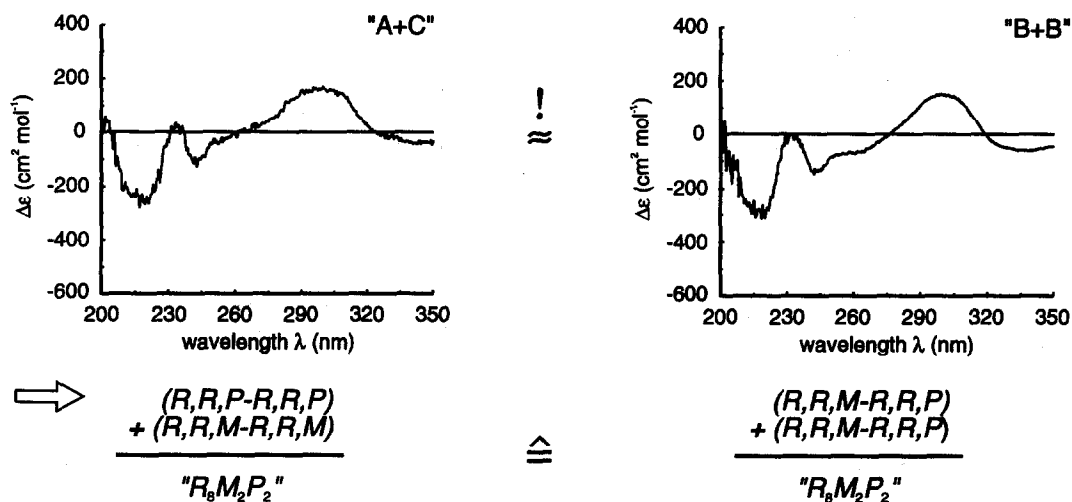 "A+C"
400
200
0
-200
-400
-600
Δε (cm² mol⁻¹)
200 230 260 290 320 350
wavelength λ (nm)
!
≈
"B+B"
400
200
0
-200
-400
-600
Δε (cm² mol⁻¹)
200 230 260 290 320 350
wavelength λ (nm)
(R,R,P-R,R,P)
+ (R,R,M-R,R,M)
"R₈M₂P₂"
≙
(R,R,M-R,R,P)
+ (R,R,M-R,R,P)
"R₈M₂P₂"